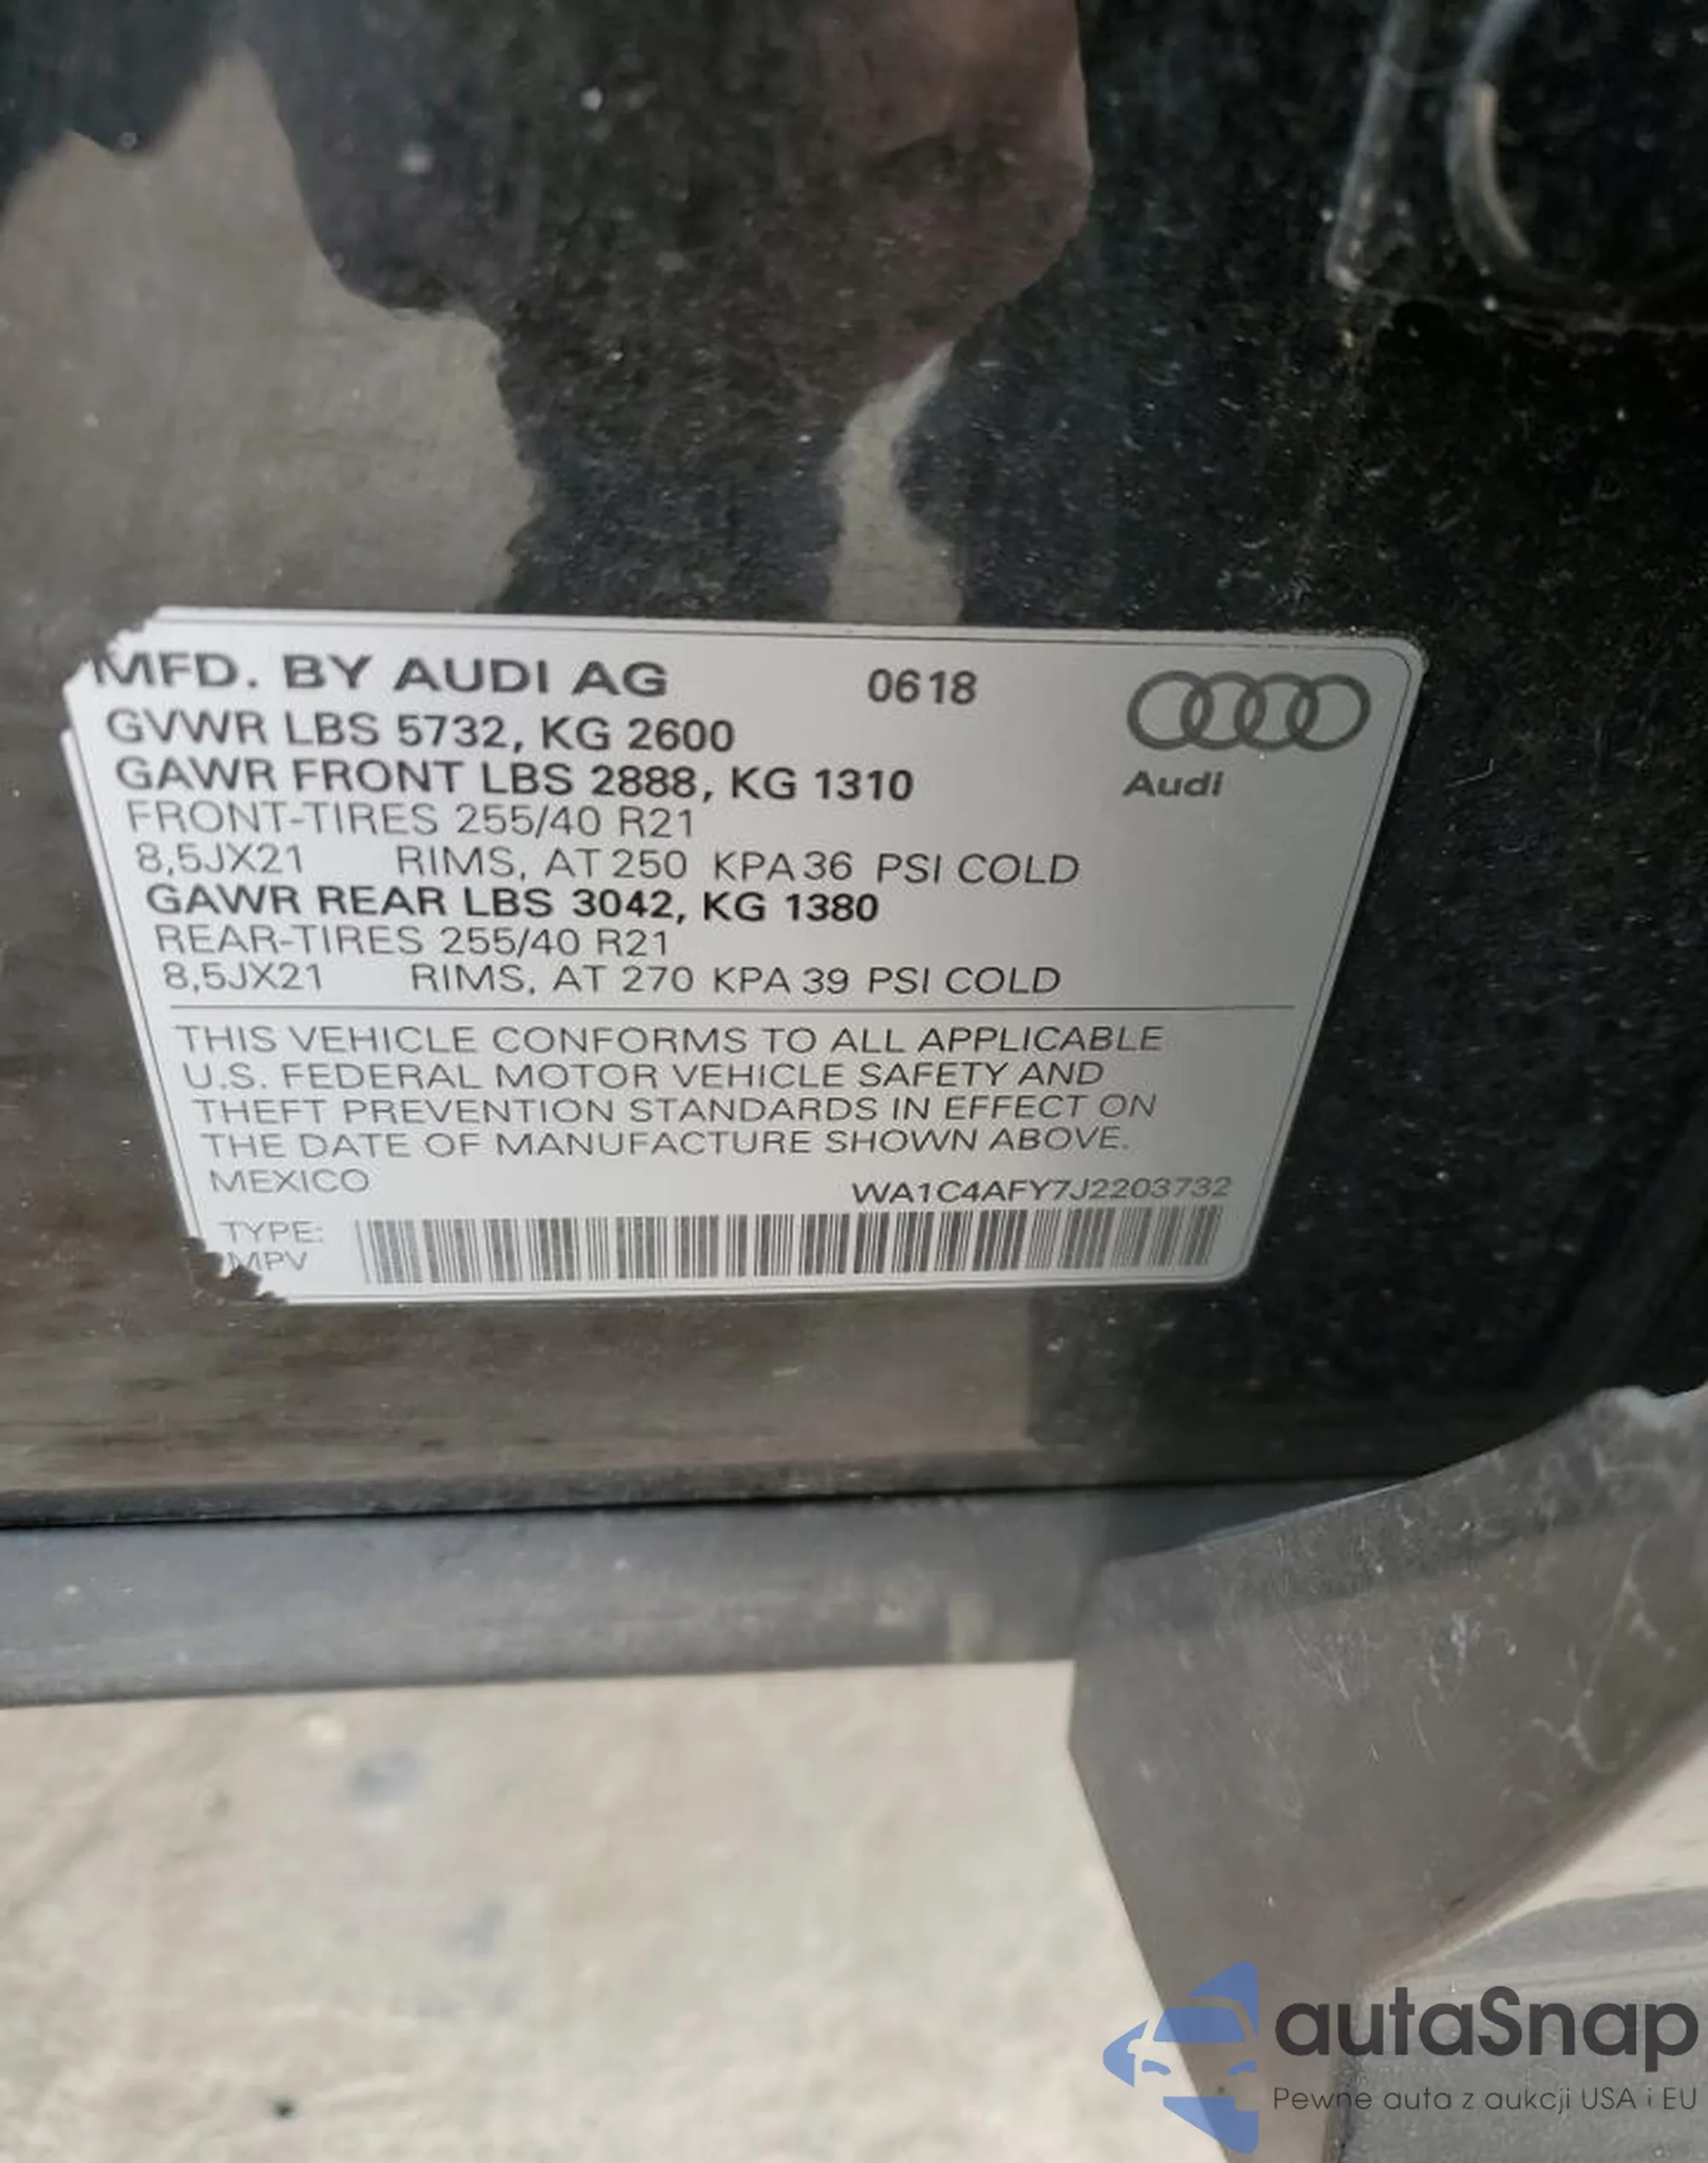 MFD. BY AUDI AG 0618
GVWR LBS 5732, KG 2600
GAWR FRONT LBS 2888, KG 1310
Audi
FRONT-TIRES 255/40 R21
8,5JX21 RIMS, AT 250 KPA 36 PSI COLD
GAWR REAR LBS 3042, KG 1380
REAR-TIRES 255/40 R21
8,5JX21 RIMS, AT 270 KPA 39 PSI COLD
THIS VEHICLE CONFORMS TO ALL APPLICABLE
U.S. FEDERAL MOTOR VEHICLE SAFETY AND
THEFT PREVENTION STANDARDS IN EFFECT ON
THE DATE OF MANUFACTURE SHOWN ABOVE.
MEXICO WA1C4AFY7J2203732
TYPE:
MPV
autaSnap
Pewne auta z aukcji USA i EU